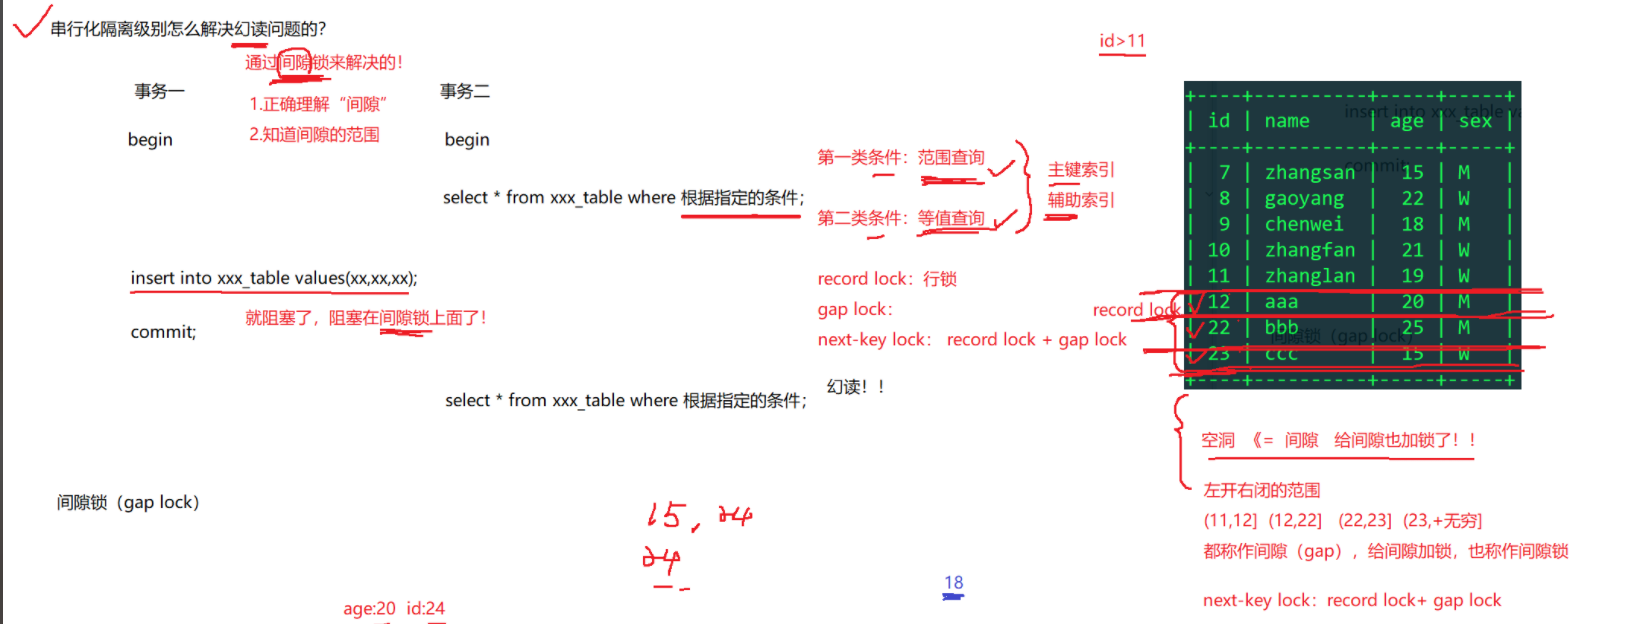 串行化隔离级别怎么解决幻读问题的？
通过间隙锁来解决的！
事务一
事务二
1.正确理解“间隙”
2.知道间隙的范围
begin
begin
select * from xxx_table where 根据指定的条件；
insert into xxx_table values(xx,xx,xx);
就阻塞了，阻塞在间隙锁上面了！
commit;
select * from xxx_table where 根据指定的条件；
间隙锁（gap lock）
age:20 id:24
15, 24
24
18
id>11
第一类条件：范围查询
第二类条件：等值查询
主键索引
辅助索引
record lock：行锁
gap lock：
next-key lock： record lock + gap lock
幻读！！
record lock
| id | name | age | sex |
| 7 | zhangsan | 15 | M |
| 8 | gaoyang | 22 | W |
| 9 | chenwei | 18 | M |
| 10 | zhangfan | 21 | W |
| 11 | zhanglan | 19 | W |
| 12 | aaa | 20 | M |
| 22 | bbb | 25 | M |
| 23 | ccc | 15 | W |
insert into xxx_table va
commit;
间隙锁（gap lock）
空洞 《= 间隙 给间隙也加锁了！！
左开右闭的范围
(11,12] (12,22] (22,23] (23,+无穷]
都称作间隙（gap），给间隙加锁，也称作间隙锁
next-key lock：record lock+ gap lock